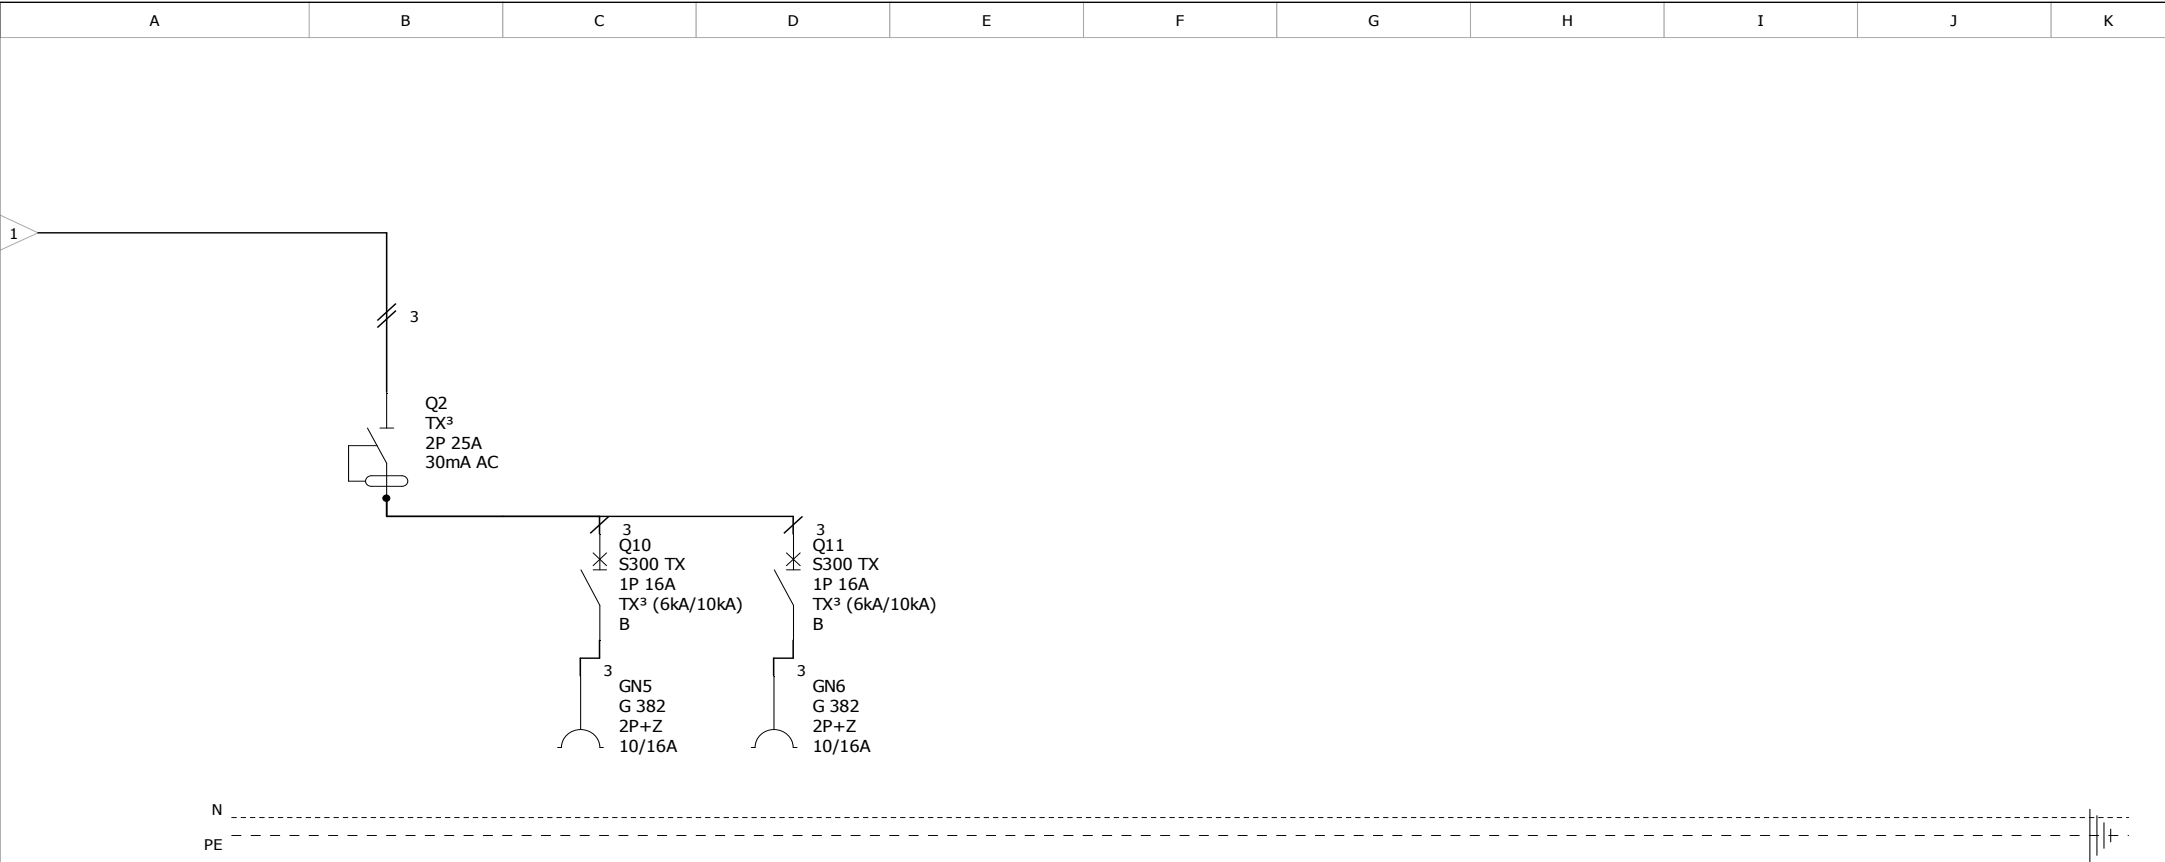 A
B
C
D
E
F
G
H
I
J
K
1
3
Q2
TX³
2P 25A
30mA AC
3
Q10
S300 TX
1P 16A
TX³ (6kA/10kA)
B
3
Q11
S300 TX
1P 16A
TX³ (6kA/10kA)
B
3
GN5
G 382
2P+Z
10/16A
3
GN6
G 382
2P+Z
10/16A
N
PE